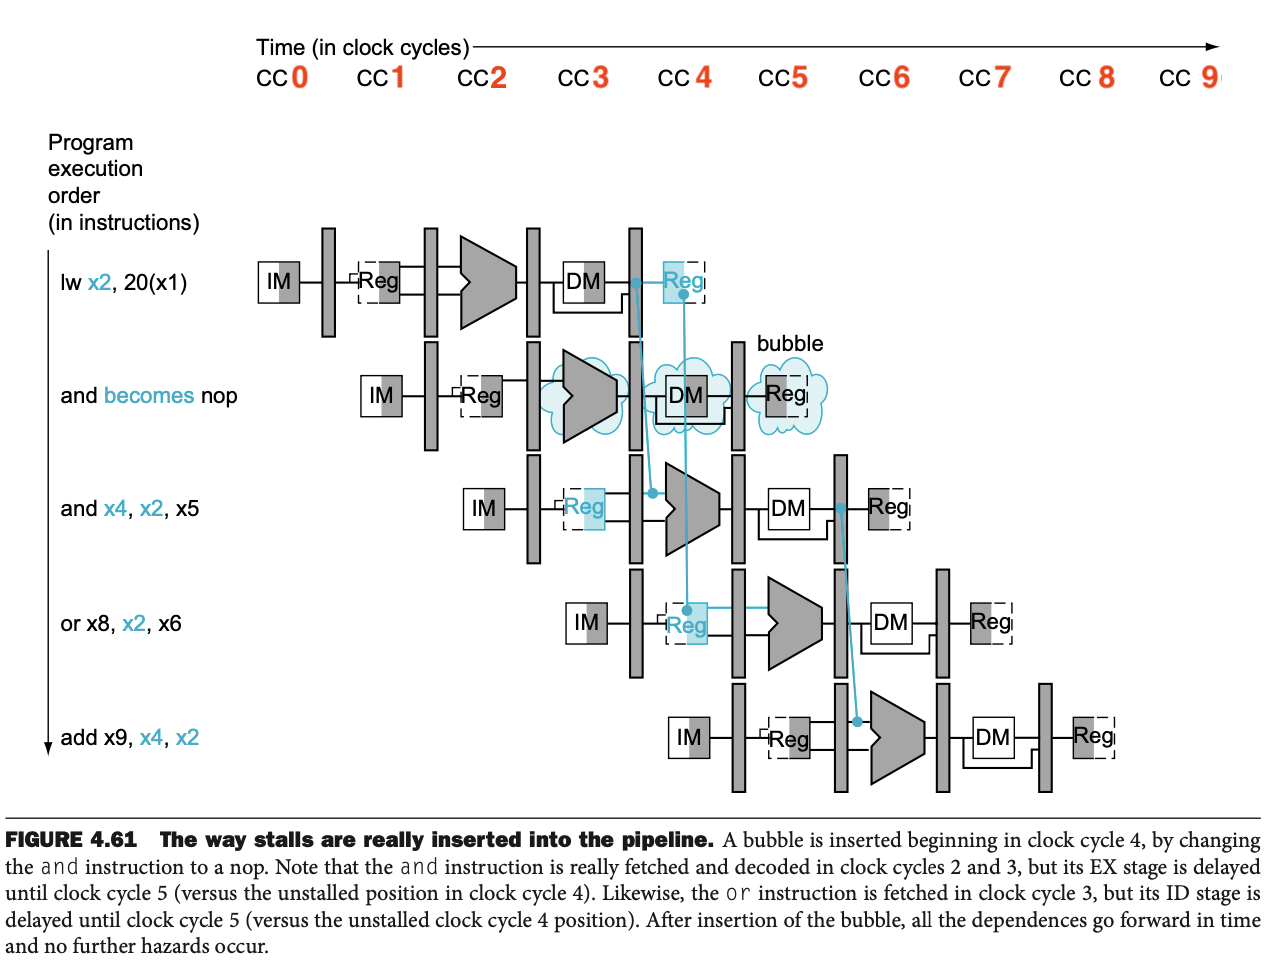 Time (in clock cycles)
CC 0 CC 1 CC 2 CC 3 CC 4 CC 5 CC 6 CC 7 CC 8 CC 9
Program
execution
order
(in instructions)
lw x2, 20(x1)
IM Reg DM Reg
bubble
and becomes nop
IM Reg DM Reg
and x4, x2, x5
IM Reg DM Reg
or x8, x2, x6
IM Reg DM Reg
add x9, x4, x2
IM Reg DM Reg
FIGURE 4.61 The way stalls are really inserted into the pipeline. A bubble is inserted beginning in clock cycle 4, by changing
the and instruction to a nop. Note that the and instruction is really fetched and decoded in clock cycles 2 and 3, but its EX stage is delayed
until clock cycle 5 (versus the unstalled position in clock cycle 4). Likewise, the or instruction is fetched in clock cycle 3, but its ID stage is
delayed until clock cycle 5 (versus the unstalled clock cycle 4 position). After insertion of the bubble, all the dependences go forward in time
and no further hazards occur.